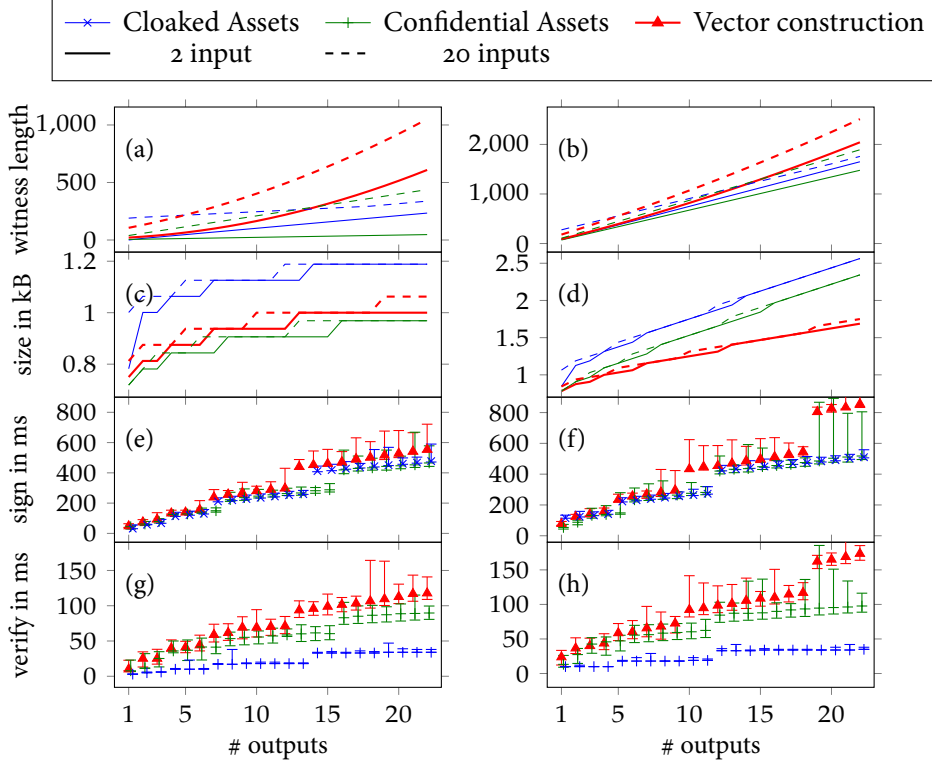 Cloaked Assets Confidential Assets Vector construction
2 input 20 inputs
witness length
1,000
500
0
(a)
2,000
1,000
0
(b)
size in kB
1.2
1
0.8
(c)
2.5
2
1.5
1
(d)
sign in ms
800
600
400
200
0
(e)
800
600
400
200
0
(f)
verify in ms
150
100
50
0
(g)
150
100
50
0
(h)
1 5 10 15 20
# outputs
1 5 10 15 20
# outputs